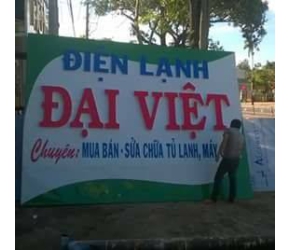 ĐIỆN LẠNH
ĐẠI VIỆT
Chuyên: MUA BÁN - SỬA CHỮA TỦ LẠNH, MÁY